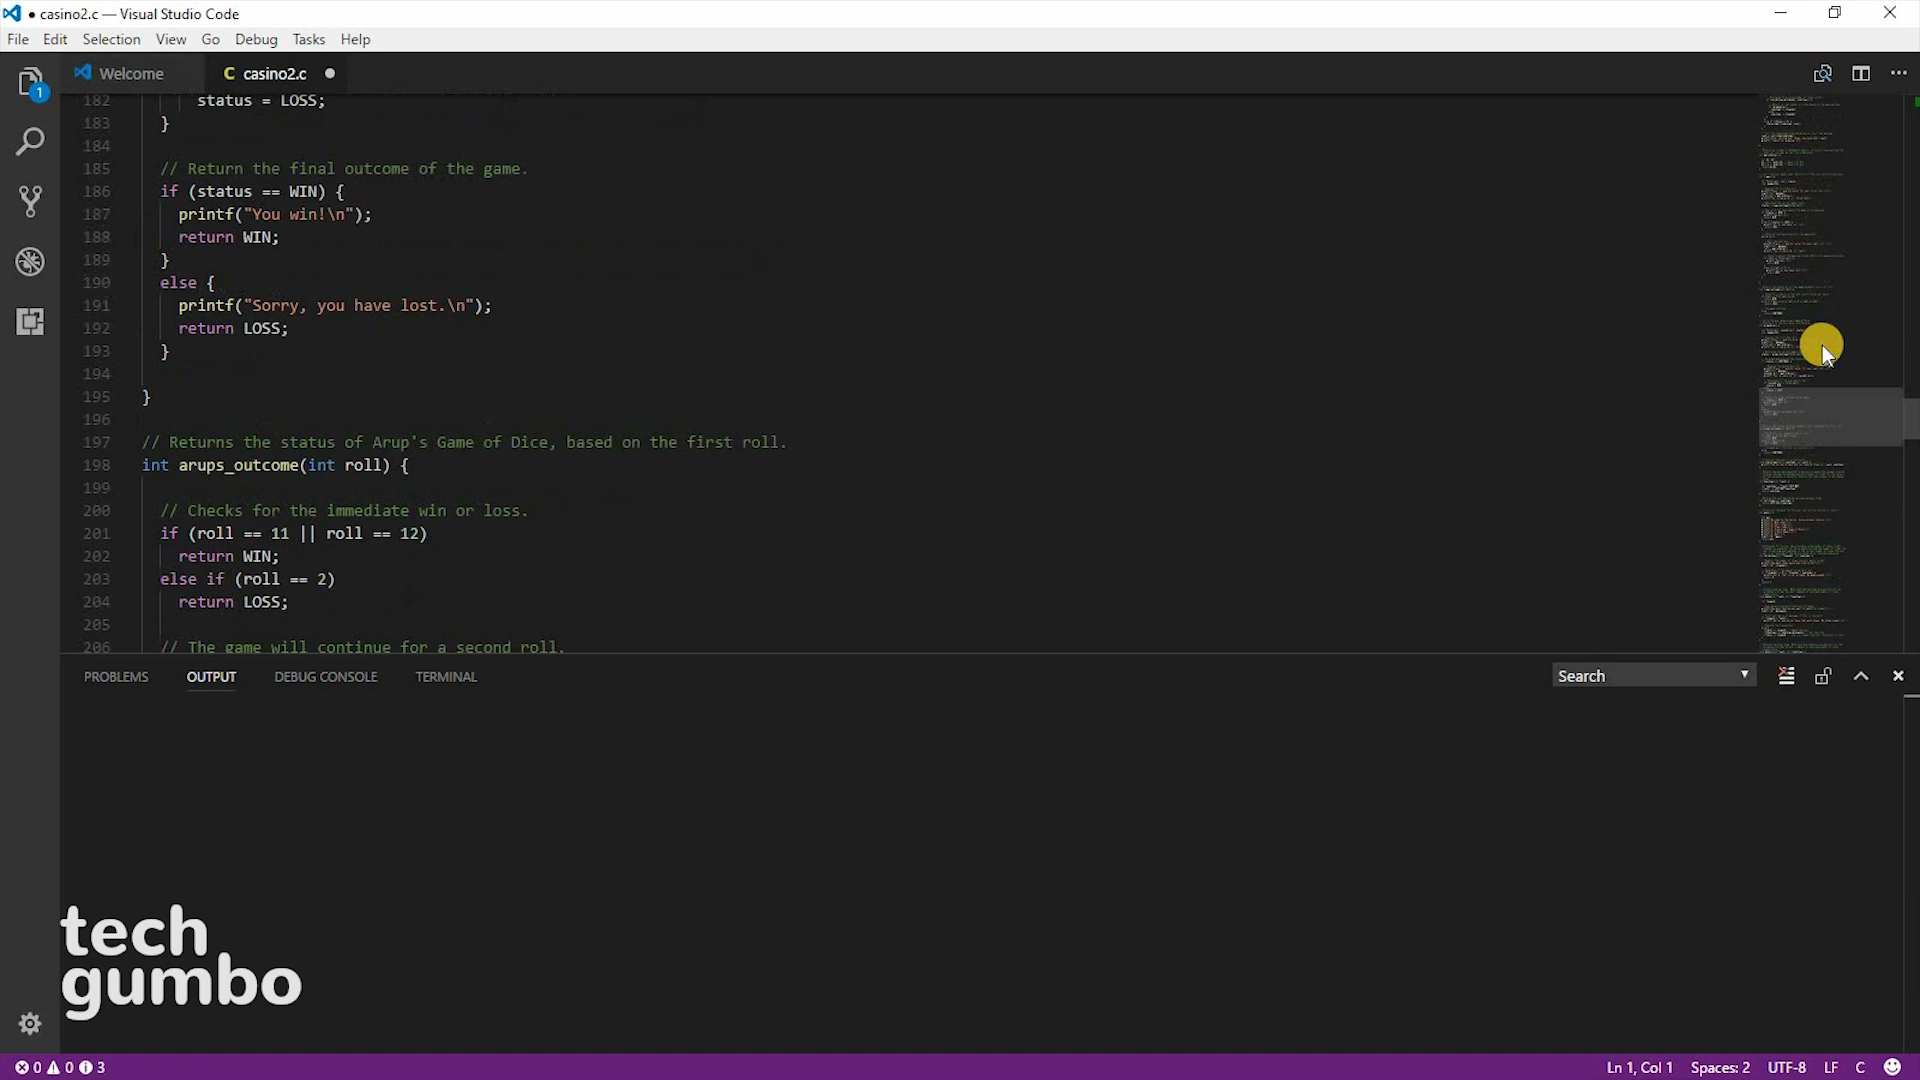 ● casino2.c — Visual Studio Code
File Edit Selection View Go Debug Tasks Help
1
Welcome
C casino2.c ●
182 status = LOSS;
183 }
184
185 // Return the final outcome of the game.
186 if (status == WIN) {
187 printf("You win!\n");
188 return WIN;
189 }
190 else {
191 printf("Sorry, you have lost.\n");
192 return LOSS;
193 }
194
195 }
196
197 // Returns the status of Arup's Game of Dice, based on the first roll.
198 int arups_outcome(int roll) {
199
200 // Checks for the immediate win or loss.
201 if (roll == 11 || roll == 12)
202 return WIN;
203 else if (roll == 2)
204 return LOSS;
205
206 // The game will continue for a second roll.
PROBLEMS OUTPUT DEBUG CONSOLE TERMINAL Search
tech
gumbo
0 0 3 Ln 1, Col 1 Spaces: 2 UTF-8 LF C